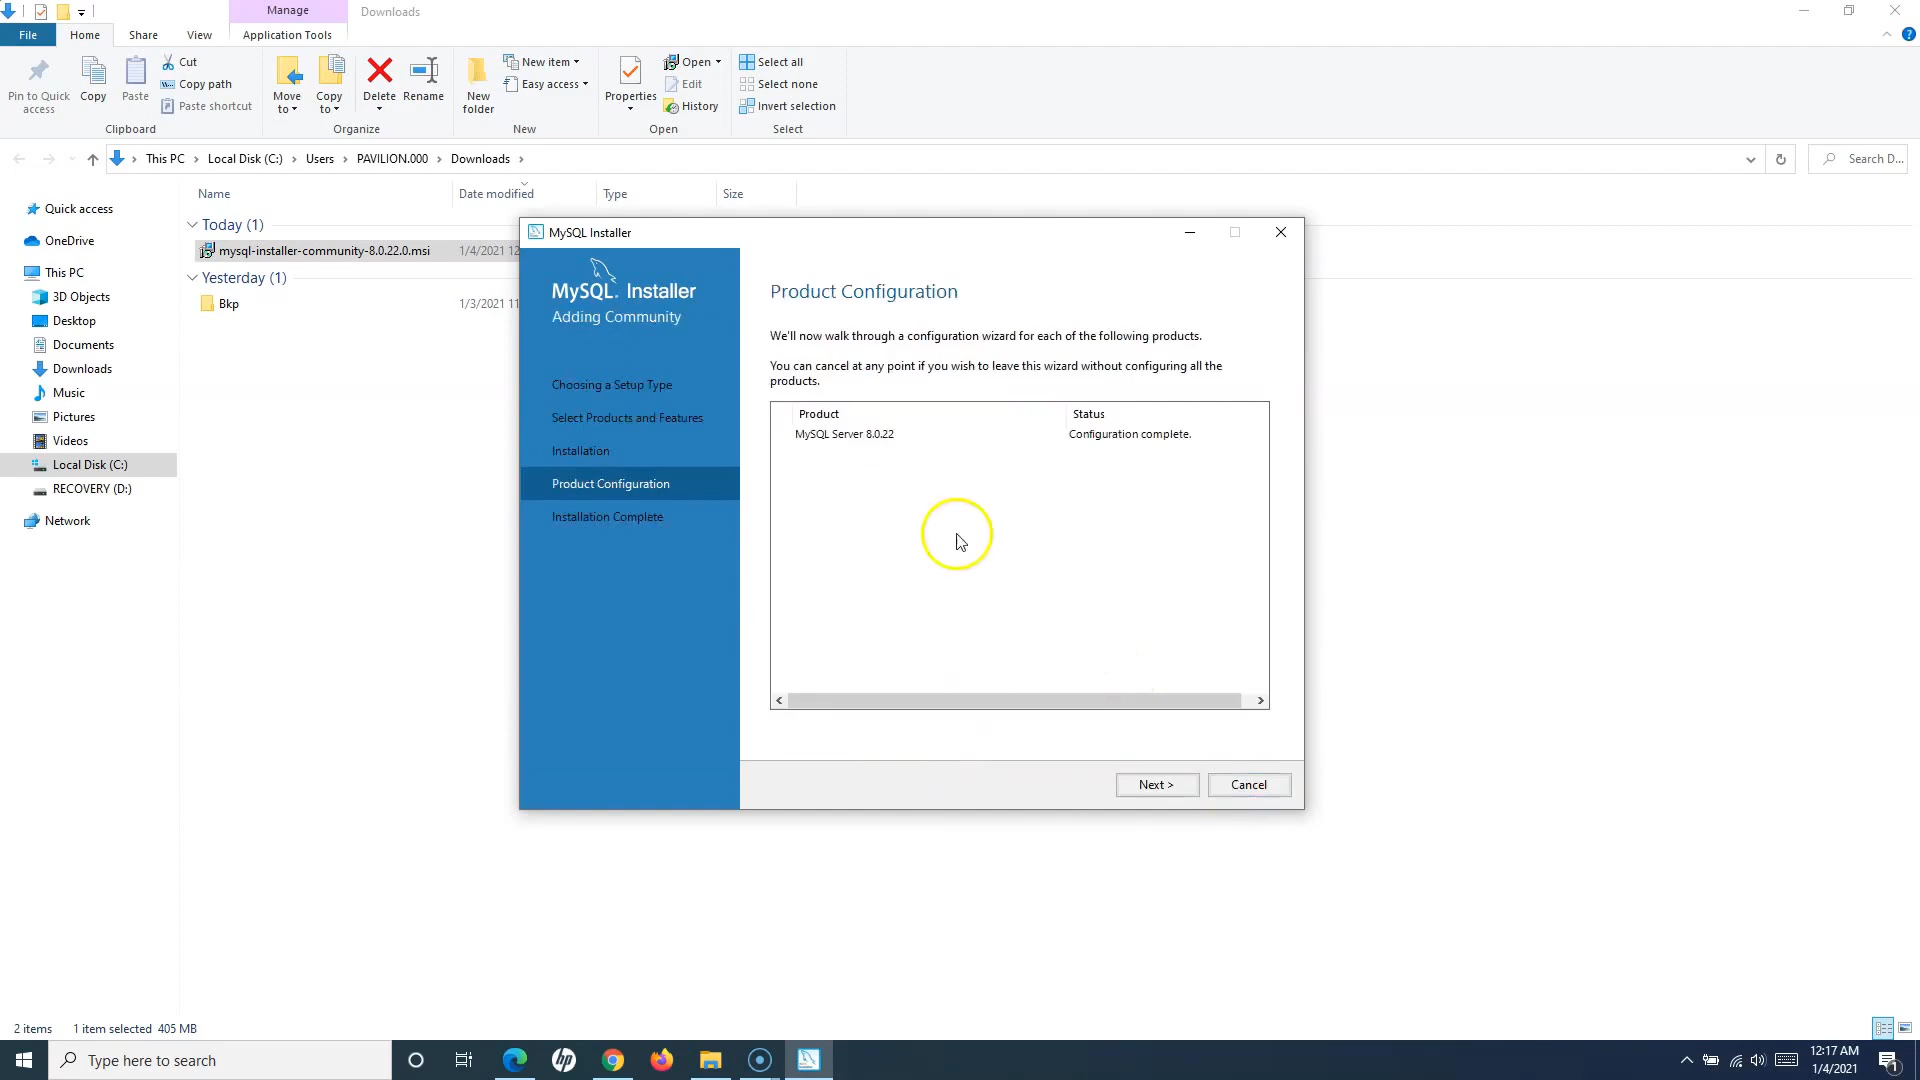 Manage
Downloads
File
Home
Share
View
Application Tools
Pin to Quick
access
Copy
Paste
Cut
Copy path
Paste shortcut
Clipboard
Move
to
Copy
to
Delete
Rename
Organize
New
folder
New item
Easy access
New
Properties
Open
Edit
History
Open
Select all
Select none
Invert selection
Select
This PC
Local Disk (C:)
Users
PAVILION.000
Downloads
Search D...
Name
Date modified
Type
Size
Quick access
OneDrive
This PC
3D Objects
Desktop
Documents
Downloads
Music
Pictures
Videos
Local Disk (C:)
RECOVERY (D:)
Network
Today (1)
mysql-installer-community-8.0.22.0.msi
1/4/2021 12
Yesterday (1)
Bkp
1/3/2021 11
MySQL Installer
MySQL. Installer
Adding Community
Choosing a Setup Type
Select Products and Features
Installation
Product Configuration
Installation Complete
Product Configuration
We'll now walk through a configuration wizard for each of the following products.
You can cancel at any point if you wish to leave this wizard without configuring all the
products.
Product
Status
MySQL Server 8.0.22
Configuration complete.
Next >
Cancel
2 items
1 item selected 405 MB
Type here to search
hp
12:17 AM
1/4/2021
1